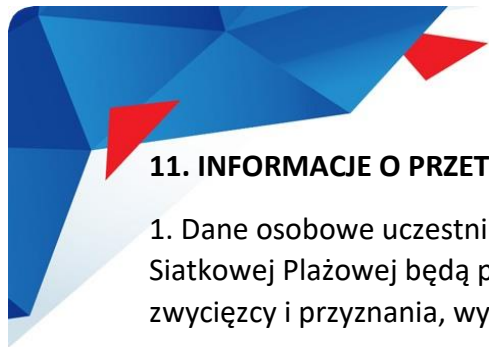 11. INFORMACJE O PRZET
1. Dane osobowe uczestni
Siatkowej Plażowej będą p
zwycięzcy i przyznania, wy